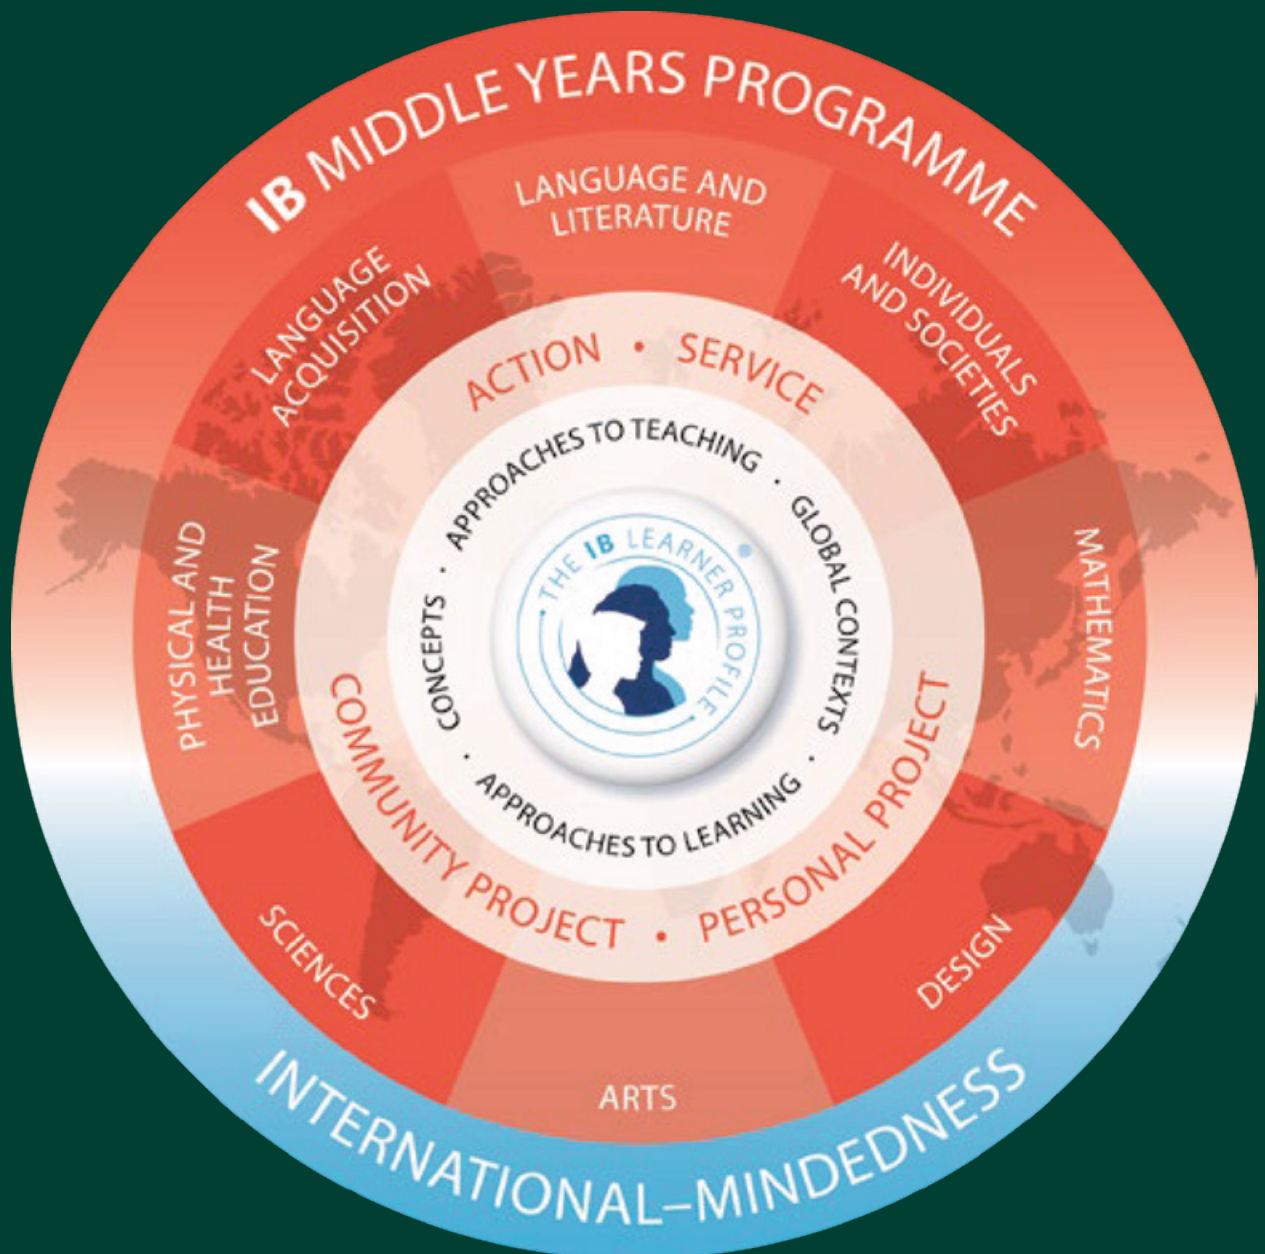 IB MIDDLE YEARS PROGRAMME
LANGUAGE AND
LITERATURE
LANGUAGE
ACQUISITION
INDIVIDUALS
AND SOCIETIES
PHYSICAL AND
HEALTH
EDUCATION
MATHEMATICS
SCIENCES
DESIGN
ARTS
ACTION • SERVICE
COMMUNITY PROJECT • PERSONAL PROJECT
APPROACHES TO TEACHING • GLOBAL CONTEXTS • APPROACHES TO LEARNING • CONCEPTS •
THE IB LEARNER PROFILE
INTERNATIONAL–MINDEDNESS